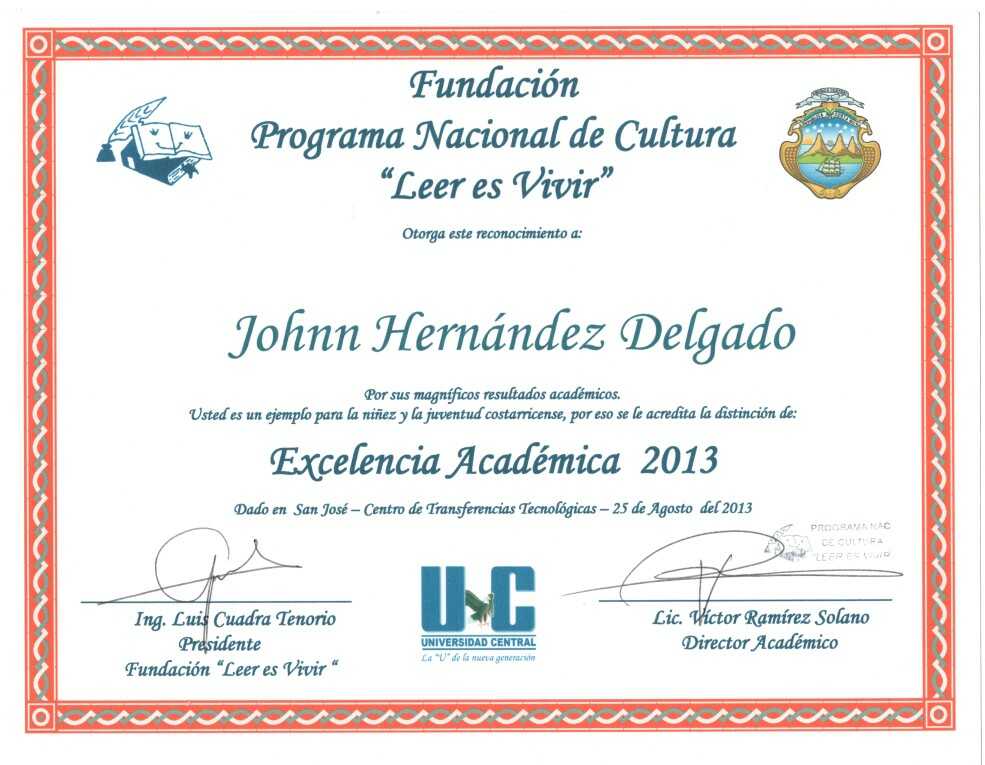 Fundación
Programa Nacional de Cultura
“Leer es Vivir”
Otorga este reconocimiento a:
Johnn Hernández Delgado
Por sus magníficos resultados académicos.
Usted es un ejemplo para la niñez y la juventud costarricense, por eso se le acredita la distinción de:
Excelencia Académica 2013
Dado en San José – Centro de Transferencias Tecnológicas – 25 de Agosto del 2013
PROGRAMA NAC
DE CULTURA
"LEER ES VIVIR"
Ing. Luis Cuadra Tenorio
Presidente
Fundación “Leer es Vivir “
UC
UNIVERSIDAD CENTRAL
La "U" de la nueva generación
Lic. Víctor Ramírez Solano
Director Académico